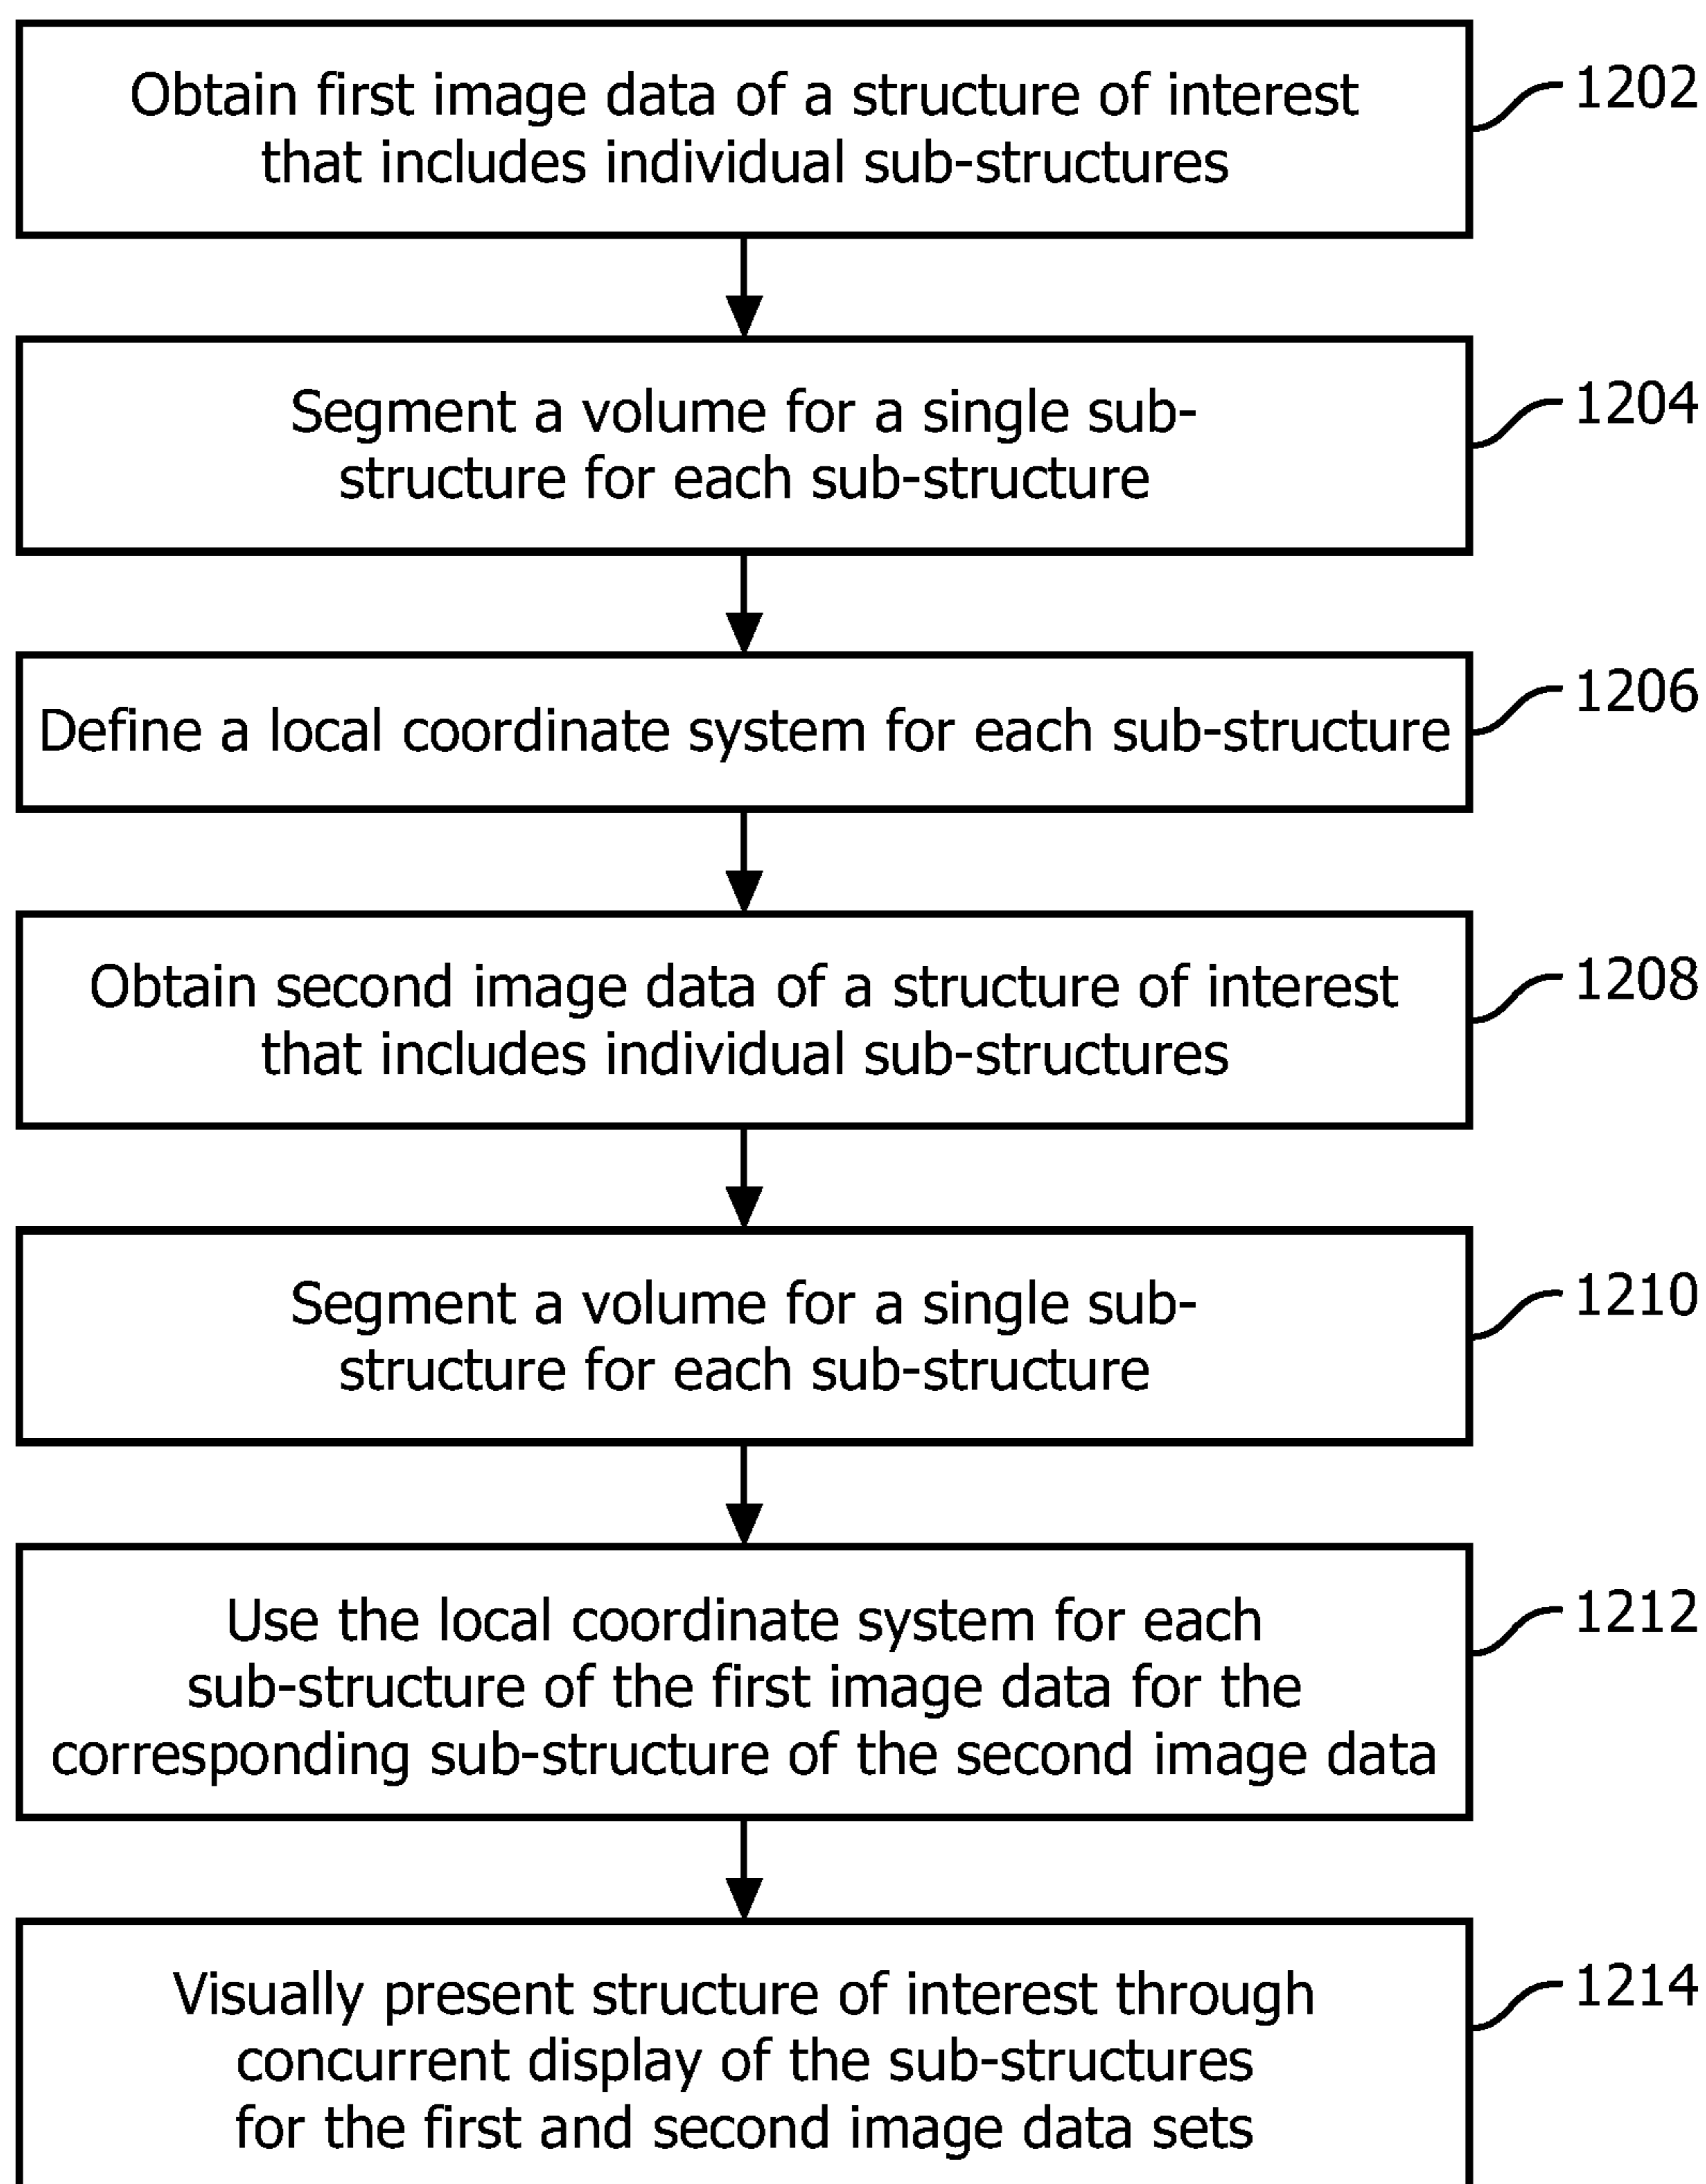 Obtain first image data of a structure of interest
that includes individual sub-structures
1202
Segment a volume for a single sub-
structure for each sub-structure
1204
Define a local coordinate system for each sub-structure
1206
Obtain second image data of a structure of interest
that includes individual sub-structures
1208
Segment a volume for a single sub-
structure for each sub-structure
1210
Use the local coordinate system for each
sub-structure of the first image data for the
corresponding sub-structure of the second image data
1212
Visually present structure of interest through
concurrent display of the sub-structures
for the first and second image data sets
1214